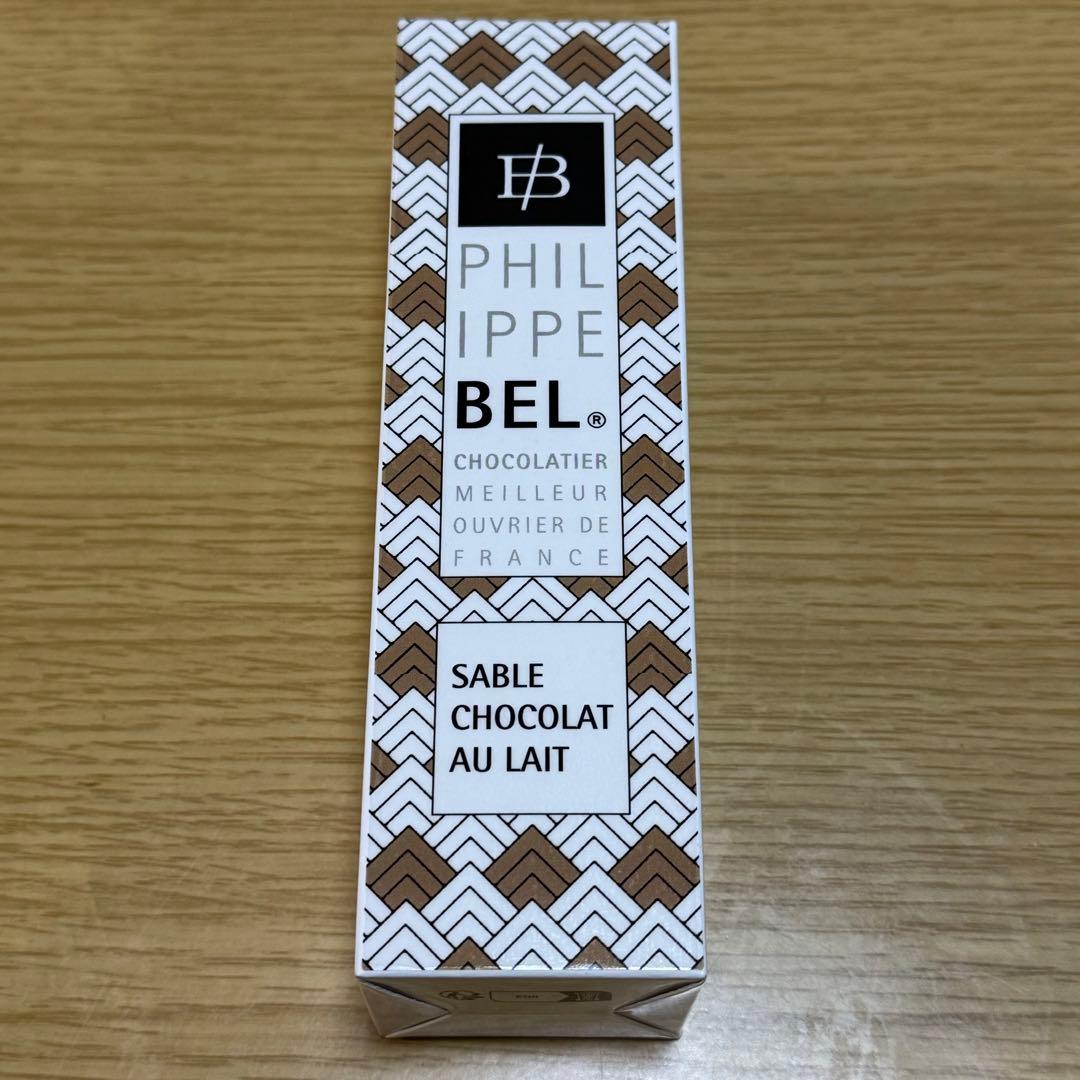 PHIL
IPPE
BEL®
CHOCOLATIER
MEILLEUR
OUVRIER DE
FRANCE
SABLE
CHOCOLAT
AU LAIT